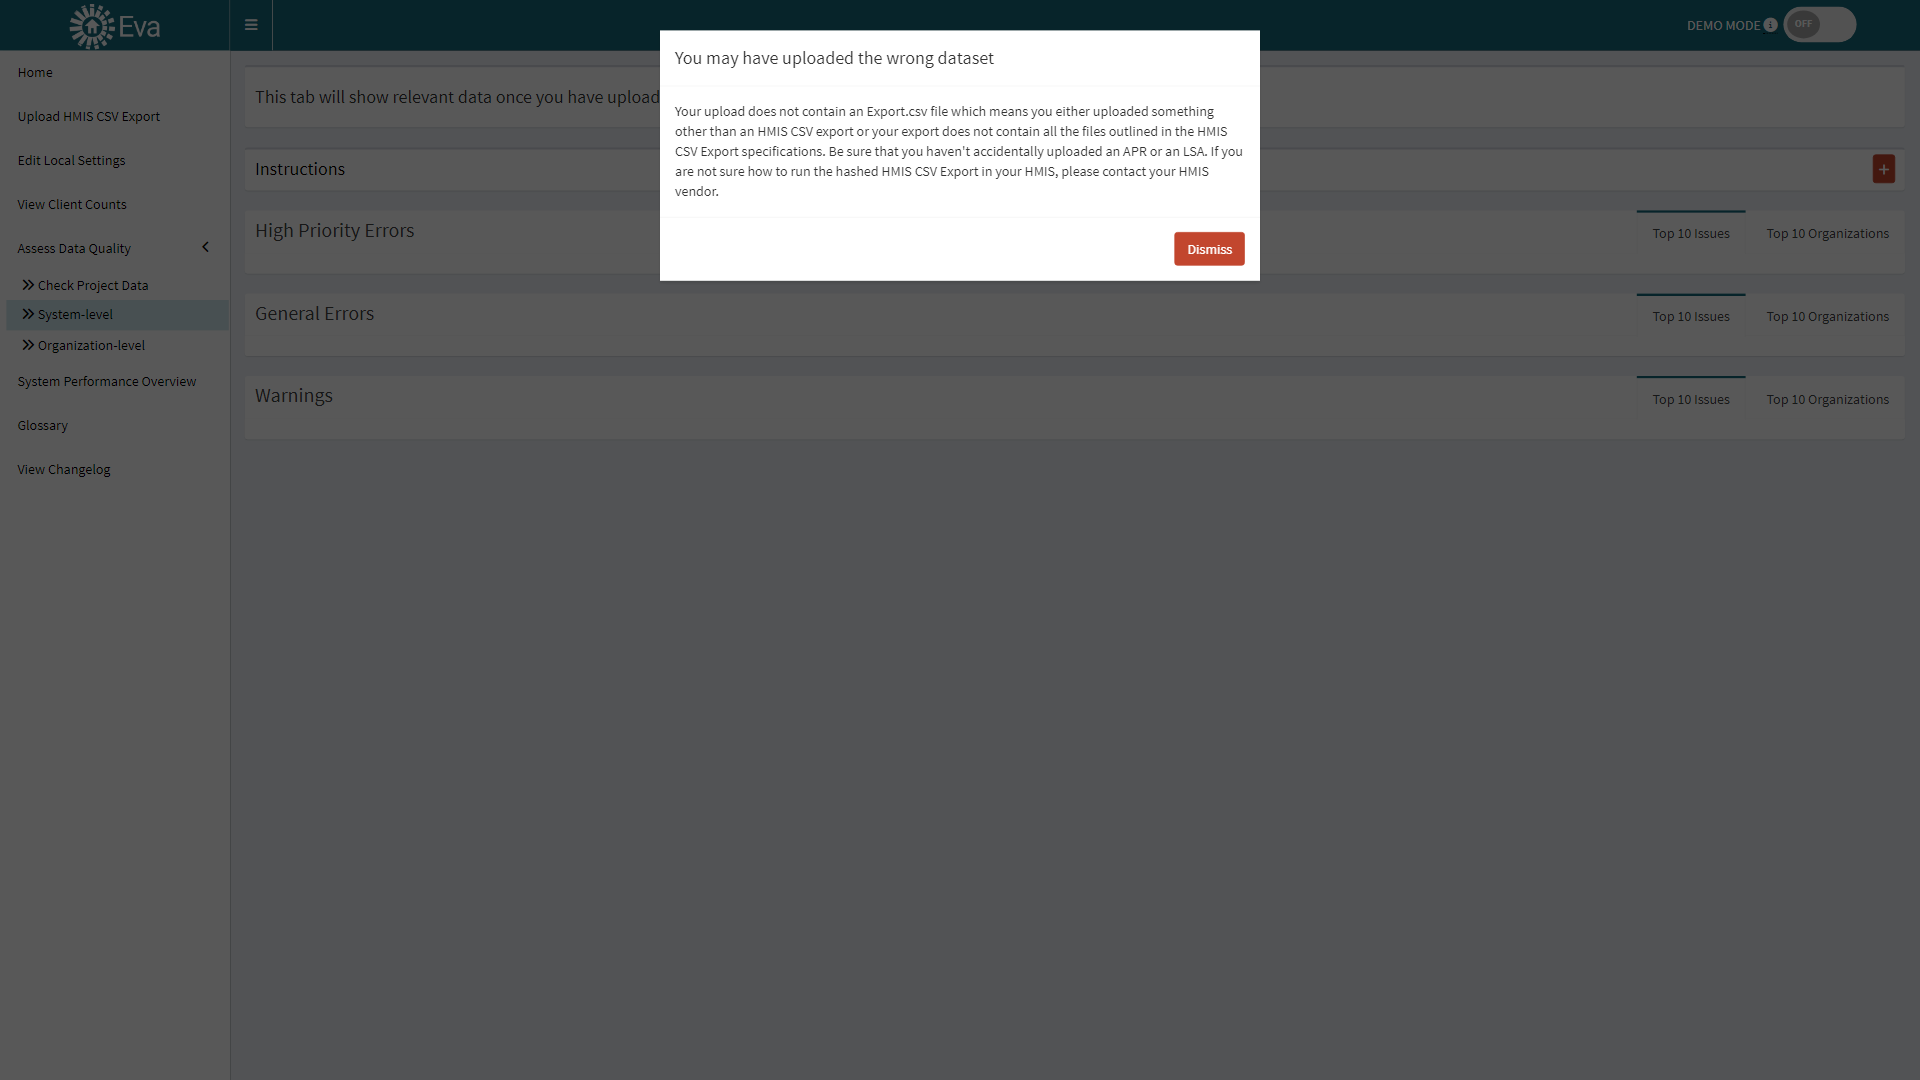 Eva
DEMO MODE
OFF
Home
Upload HMIS CSV Export
Edit Local Settings
View Client Counts
Assess Data Quality
Check Project Data
System-level
Organization-level
System Performance Overview
Glossary
View Changelog
This tab will show relevant data once you have upload
Instructions
High Priority Errors
Top 10 Issues Top 10 Organizations
General Errors
Top 10 Issues Top 10 Organizations
Warnings
Top 10 Issues Top 10 Organizations
You may have uploaded the wrong dataset
Your upload does not contain an Export.csv file which means you either uploaded something
other than an HMIS CSV export or your export does not contain all the files outlined in the HMIS
CSV Export specifications. Be sure that you haven't accidentally uploaded an APR or an LSA. If you
are not sure how to run the hashed HMIS CSV Export in your HMIS, please contact your HMIS
vendor.
Dismiss